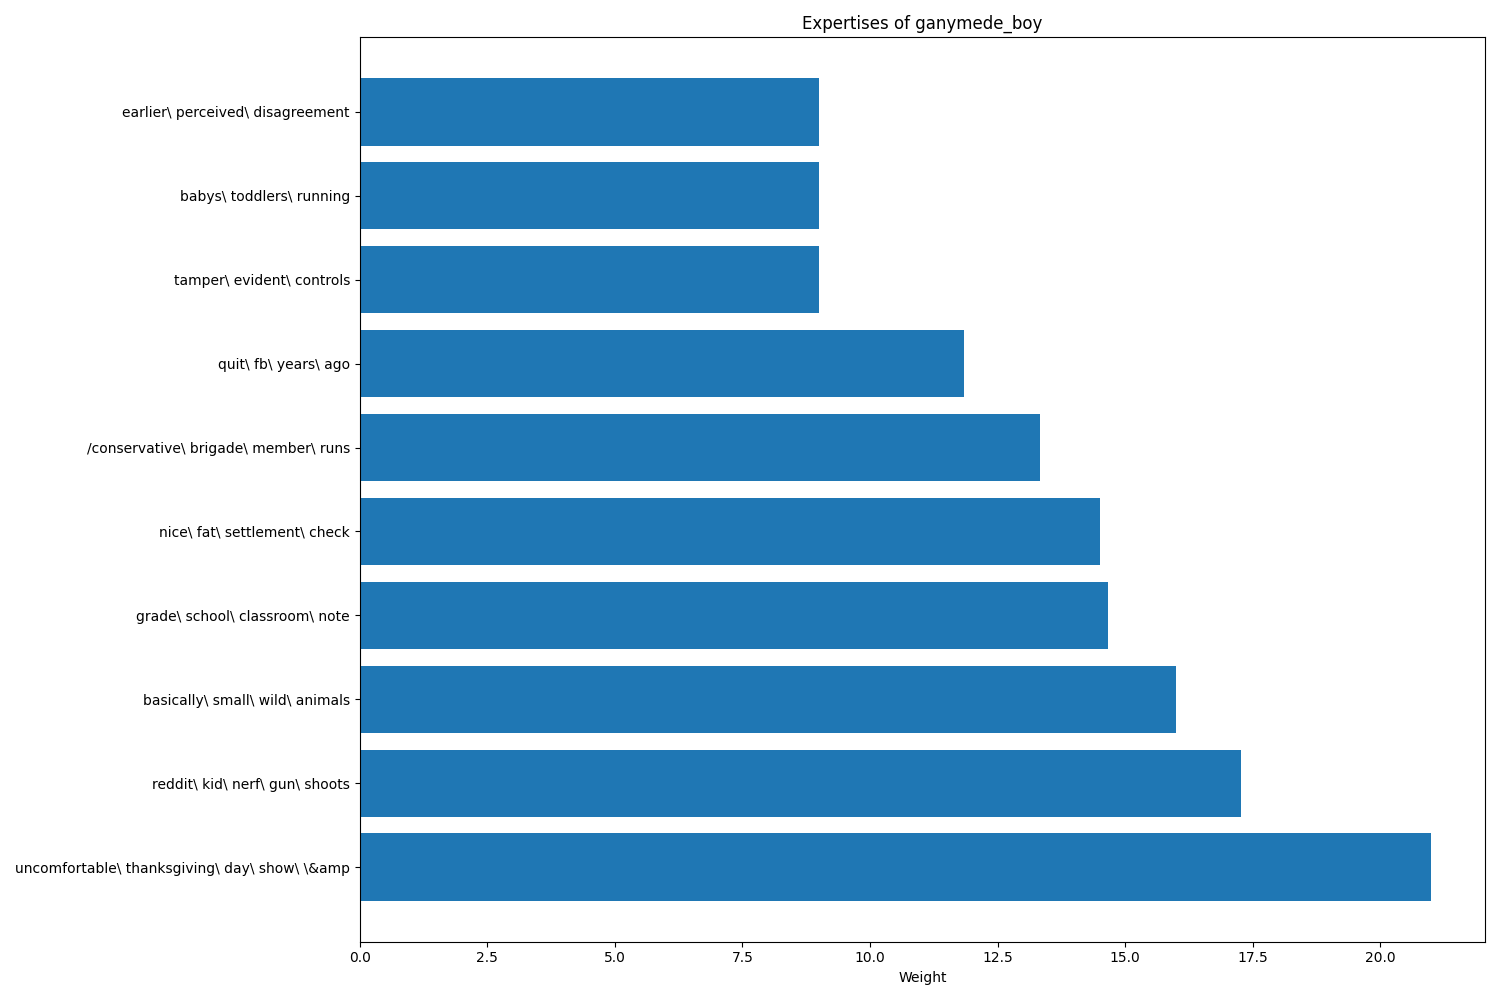 Expertises of ganymede_boy
earlier\ perceived\ disagreement
babys\ toddlers\ running
tamper\ evident\ controls
quit\ fb\ years\ ago
/conservative\ brigade\ member\ runs
nice\ fat\ settlement\ check
grade\ school\ classroom\ note
basically\ small\ wild\ animals
reddit\ kid\ nerf\ gun\ shoots
uncomfortable\ thanksgiving\ day\ show\ \&amp
0.0 2.5 5.0 7.5 10.0 12.5 15.0 17.5 20.0
Weight